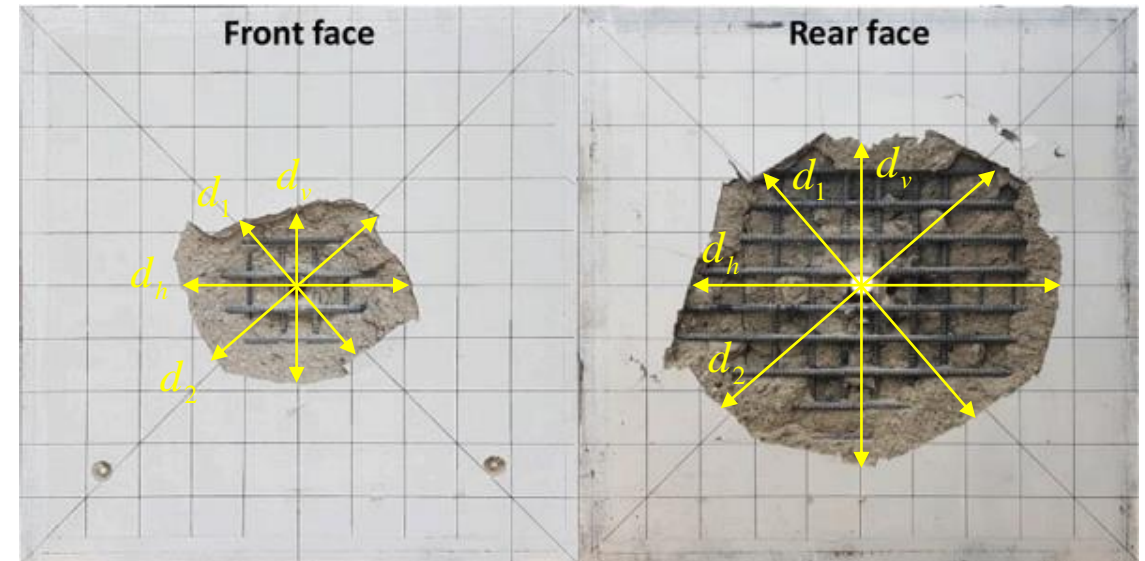 Front face
d₁
dᵥ
dₕ
d₂
Rear face
d₁
dᵥ
dₕ
d₂